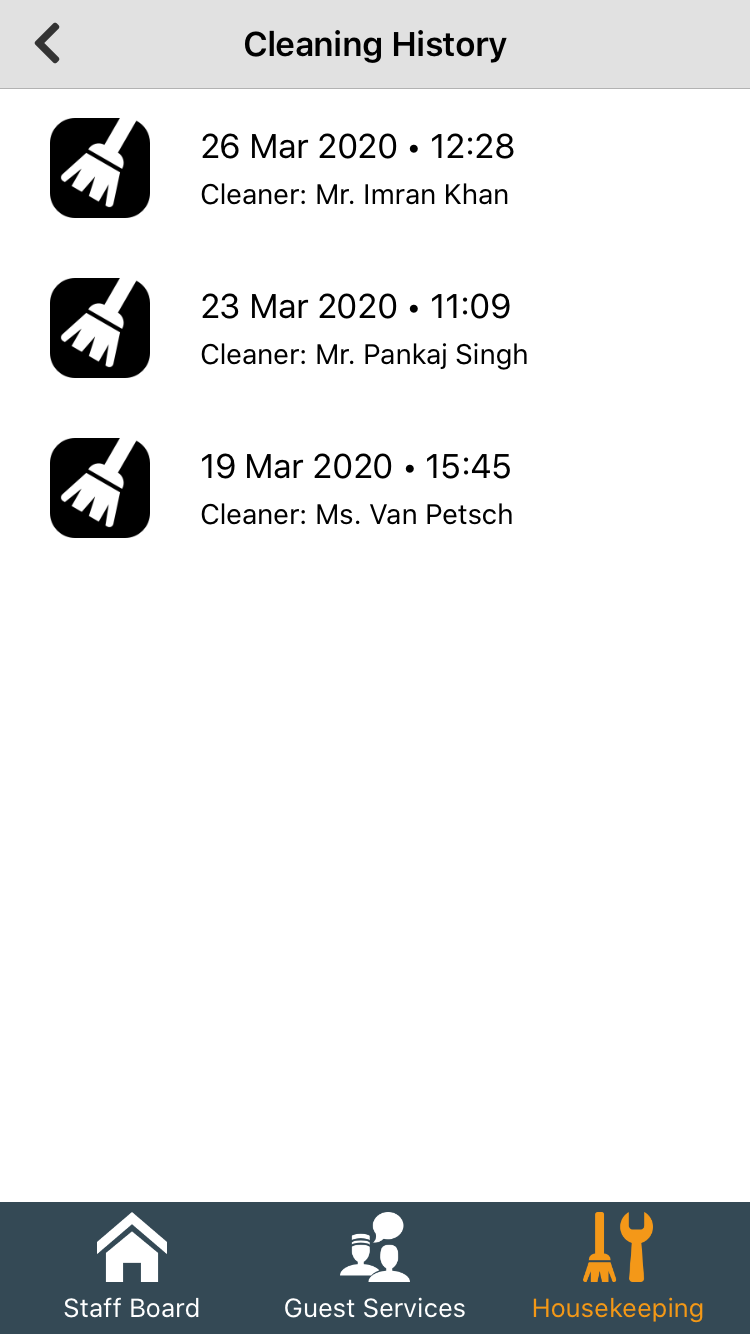 Cleaning History
26 Mar 2020 • 12:28
Cleaner: Mr. Imran Khan
23 Mar 2020 • 11:09
Cleaner: Mr. Pankaj Singh
19 Mar 2020 • 15:45
Cleaner: Ms. Van Petsch
Staff Board
Guest Services
Housekeeping